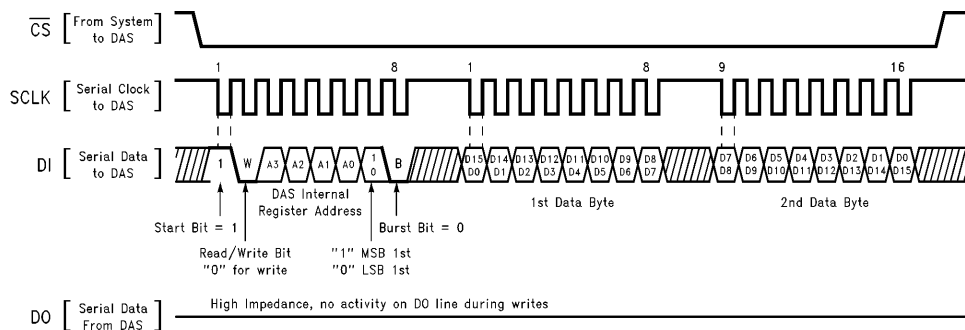 CS [ From System to DAS ]
1 8 1 8 9 16
SCLK [ Serial Clock to DAS ]
DI [ Serial Data to DAS ]
1 W A3 A2 A1 A0 1 0 B
D15 D14 D13 D12 D11 D10 D9 D8
D0 D1 D2 D3 D4 D5 D6 D7
D7 D6 D5 D4 D3 D2 D1 D0
D8 D9 D10 D11 D12 D13 D14 D15
DAS Internal
Register Address
1st Data Byte
2nd Data Byte
Start Bit = 1
Burst Bit = 0
Read/Write Bit
"0" for write
"1" MSB 1st
"0" LSB 1st
High Impedance, no activity on DO line during writes
DO [ Serial Data From DAS ]